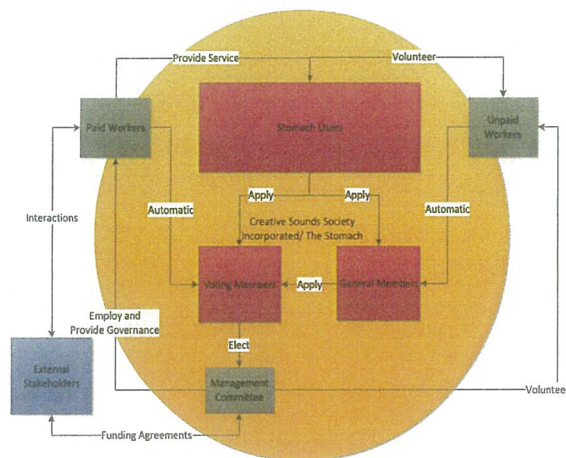 Provide Service
Volunteer
Paid Workers
Stomach Users
Unpaid
Workers
Apply
Apply
Interactions
Automatic
Automatic
Creative Sounds Society
Incorporated/ The Stomach
Voting Members
Apply
General Members
Employ and
Provide Governance
Elect
External
Stakeholders
Management
Committee
Voluntee
Funding Agreements